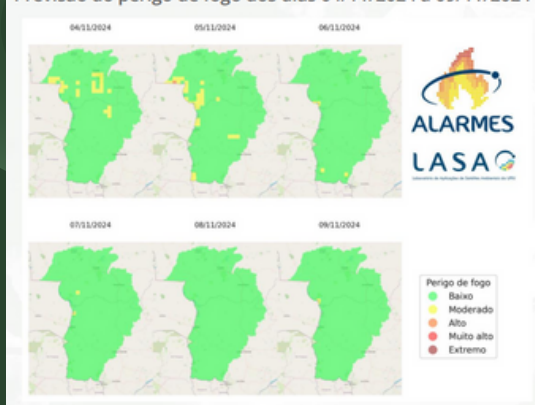 04/11/2024
05/11/2024
06/11/2024
ALARMES
LASA
07/11/2024
08/11/2024
09/11/2024
Perigo de fogo
Baixo
Moderado
Alto
Muito alto
Extremo